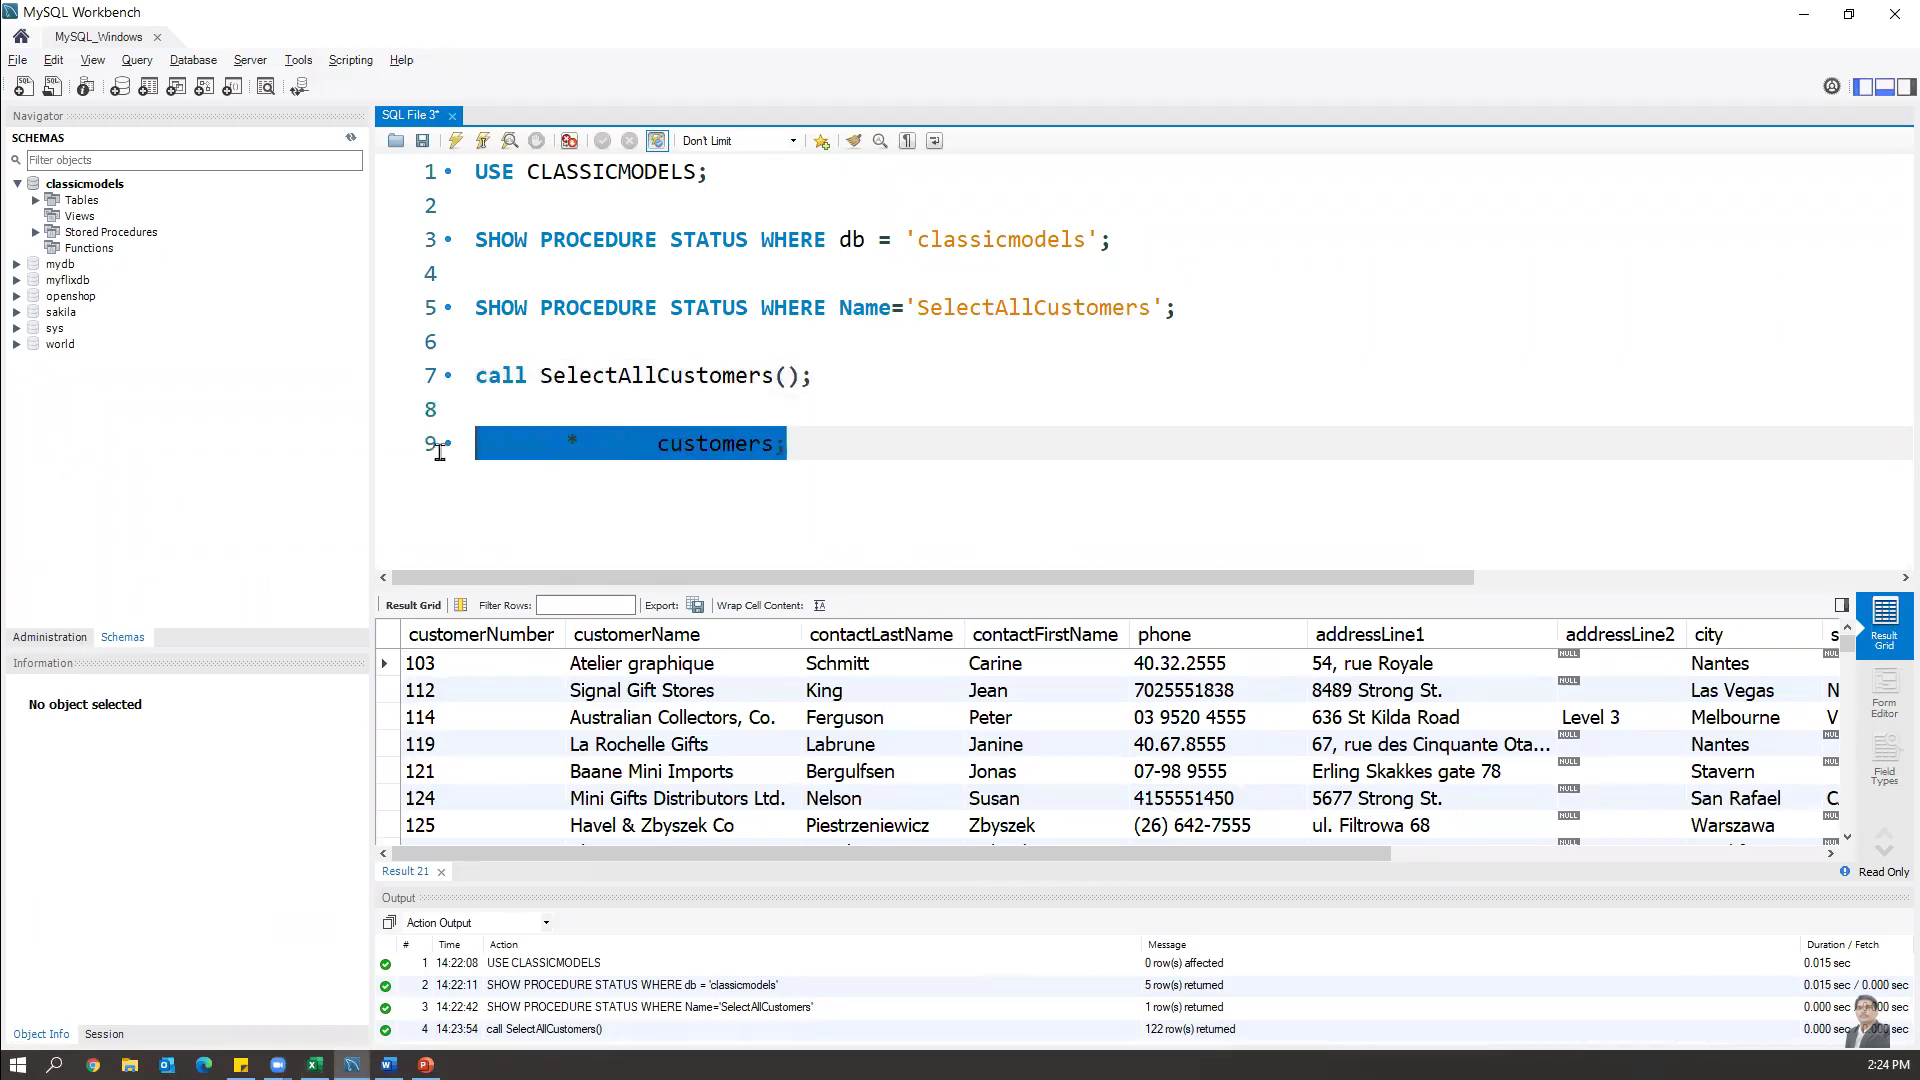 MySQL Workbench
MySQL_Windows
File Edit View Query Database Server Tools Scripting Help
Navigator
SCHEMAS
Filter objects
classicmodels
Tables
Views
Stored Procedures
Functions
mydb
myflixdb
openshop
sakila
sys
world
Administration Schemas
Information
No object selected
Object Info Session
SQL File 3*
Don't Limit
1 USE CLASSICMODELS;
2
3 SHOW PROCEDURE STATUS WHERE db = 'classicmodels';
4
5 SHOW PROCEDURE STATUS WHERE Name='SelectAllCustomers';
6
7 call SelectAllCustomers();
8
9 * customers;
Result Grid Filter Rows: Export: Wrap Cell Content:
customerNumber customerName contactLastName contactFirstName phone addressLine1 addressLine2 city s
103 Atelier graphique Schmitt Carine 40.32.2555 54, rue Royale NULL Nantes NUL
112 Signal Gift Stores King Jean 7025551838 8489 Strong St. NULL Las Vegas N
114 Australian Collectors, Co. Ferguson Peter 03 9520 4555 636 St Kilda Road Level 3 Melbourne V
119 La Rochelle Gifts Labrune Janine 40.67.8555 67, rue des Cinquante Ota... NULL Nantes NUL
121 Baane Mini Imports Bergulfsen Jonas 07-98 9555 Erling Skakkes gate 78 NULL Stavern NUL
124 Mini Gifts Distributors Ltd. Nelson Susan 4155551450 5677 Strong St. NULL San Rafael C
125 Havel & Zbyszek Co Piestrzeniewicz Zbyszek (26) 642-7555 ul. Filtrowa 68 NULL Warszawa NUL
NULL NUL
Result Grid
Form Editor
Field Types
Result 21
Read Only
Output
Action Output
# Time Action Message Duration / Fetch
1 14:22:08 USE CLASSICMODELS 0 row(s) affected 0.015 sec
2 14:22:11 SHOW PROCEDURE STATUS WHERE db = 'classicmodels' 5 row(s) returned 0.015 sec / 0.000 sec
3 14:22:42 SHOW PROCEDURE STATUS WHERE Name='SelectAllCustomers' 1 row(s) returned 0.000 sec / 0.000 sec
4 14:23:54 call SelectAllCustomers() 122 row(s) returned 0.000 sec / 0.000 sec
2:24 PM